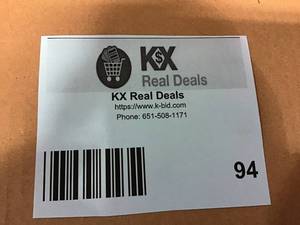 K$X
Real Deals
KX Real Deals
https://www.k-bid.com
Phone: 651-508-1171
94